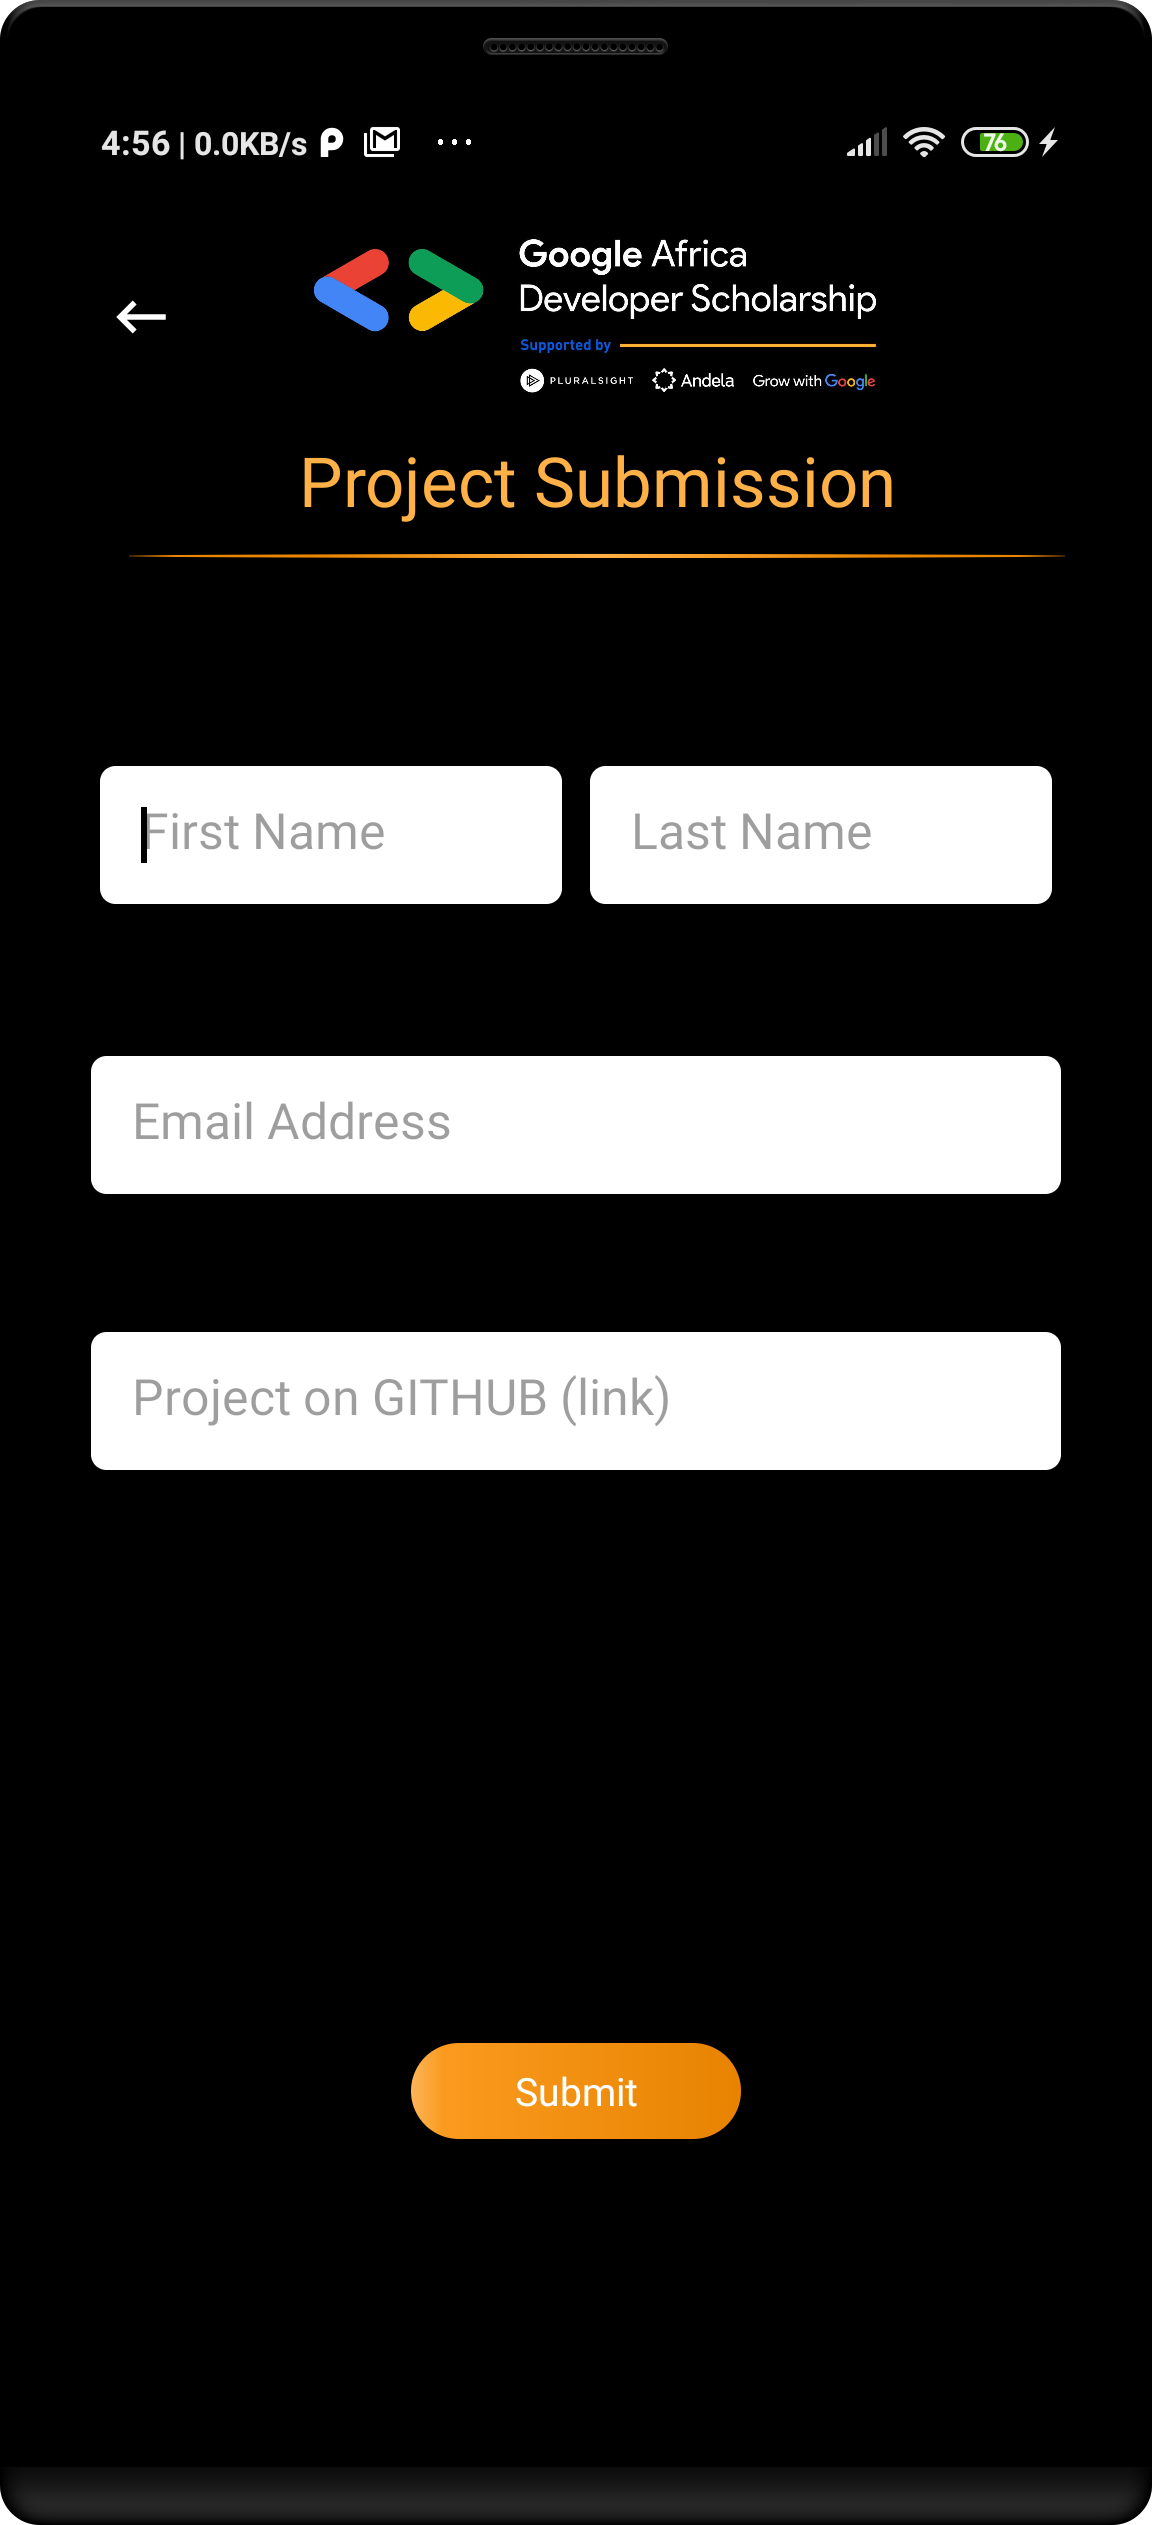 4:56 | 0.0KB/s
76
Google Africa
Developer Scholarship
Supported by
PLURALSIGHT Andela Grow with Google
Project Submission
First Name Last Name
Email Address
Project on GITHUB (link)
Submit